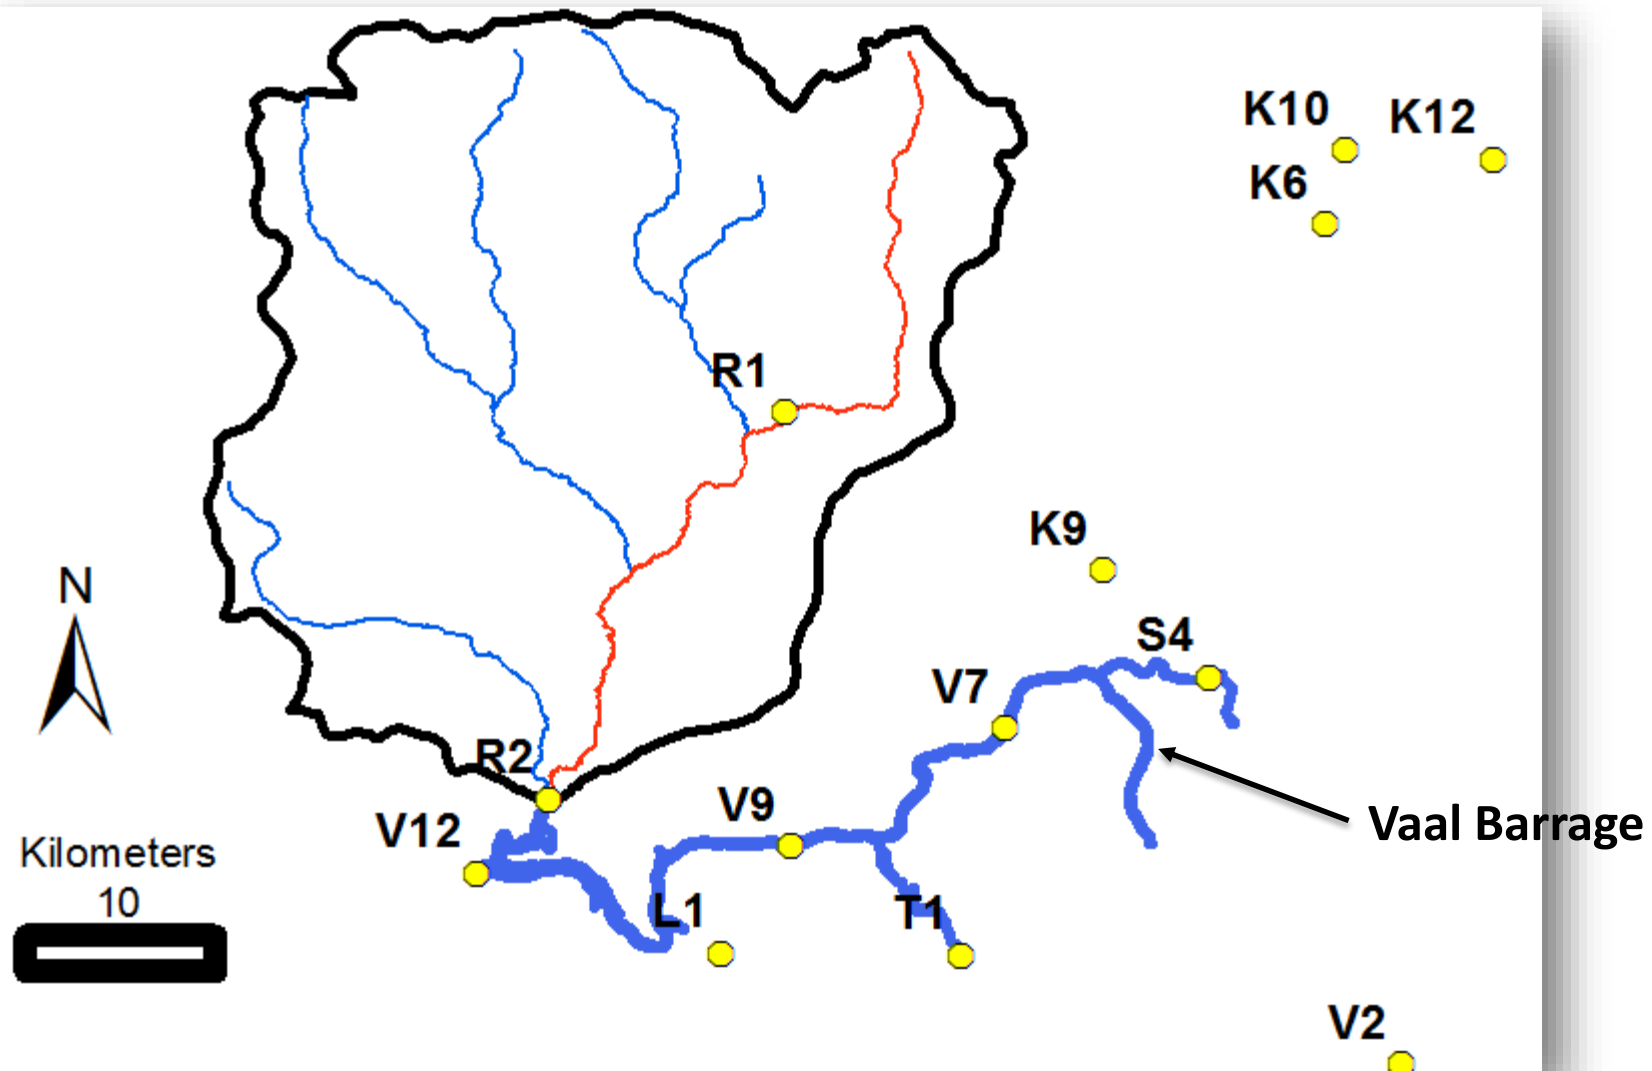 K10
K12
K6
R1
K9
N
S4
V7
R2
V9
V12
Vaal Barrage
Kilometers
10
L1
T1
V2